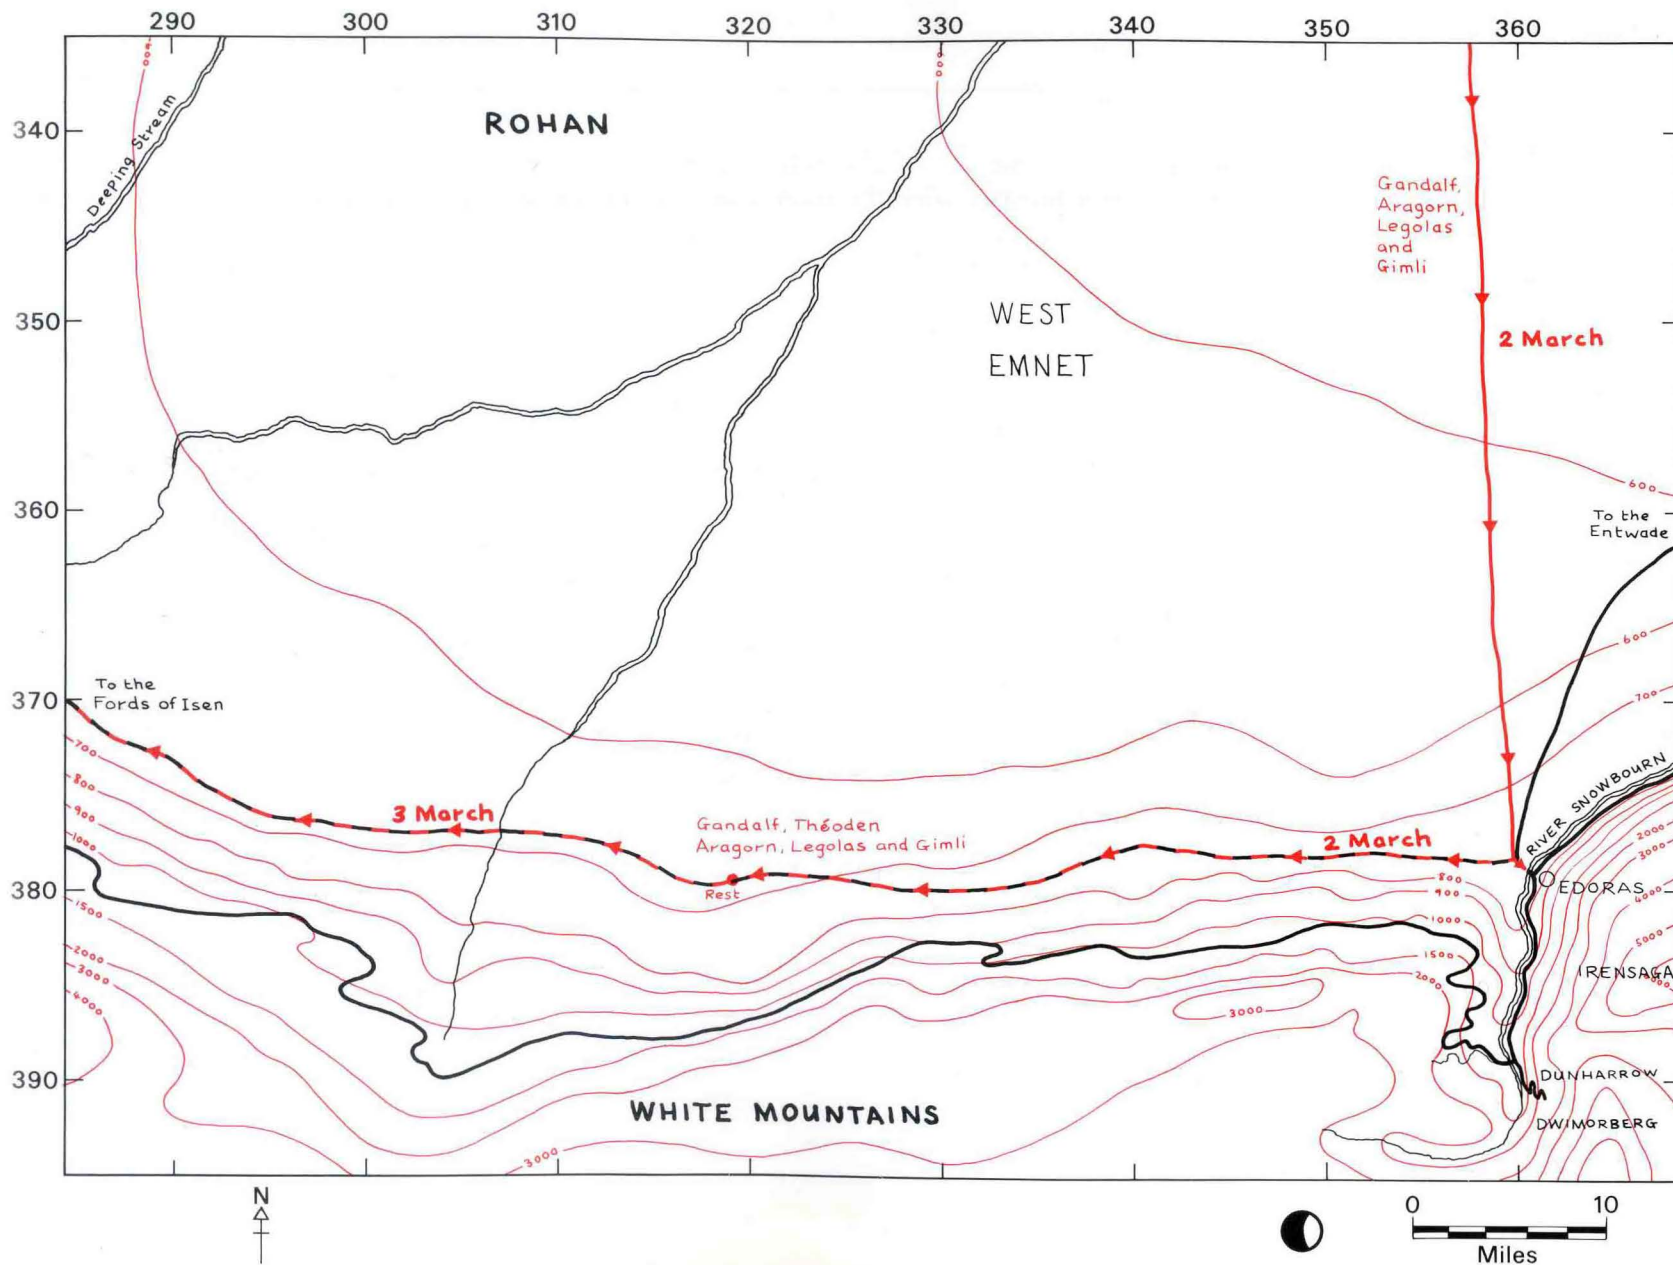 290 300 310 320 330 340 350 360
600
600
340
350
360
370
380
390
Deeping Stream
ROHAN
Gandalf,
Aragorn,
Legolas
and
Gimli
WEST
EMNET
2 March
600
To the
Entwade
600
700
To the
Fords of Isen
700
800
900
1000
1500
2000
3000
4000
3 March
Gandalf, Théoden
Aragorn, Legolas and Gimli
Rest
2 March
RIVER SNOWBOURN
EDORAS
2000
3000
4000
5000
800
900
1000
1500
2000
3000
IRENSAGA
DUNHARROW
DWIMORBERG
WHITE MOUNTAINS
3000
N
0 10
Miles